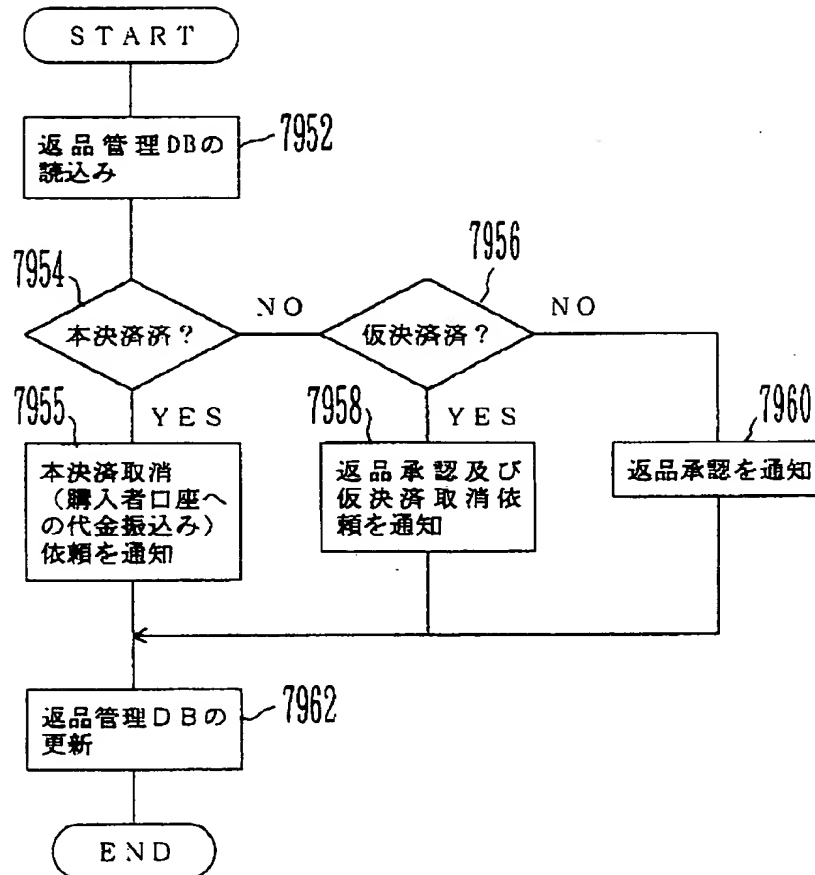 START
返品管理DBの
読込み
7952
7954
本決済済？
NO
7956
仮決済済？
NO
7955
YES
本決済取消
（購入者口座へ
の代金振込み）
依頼を通知
7958
YES
返品承認及び
仮決済取消依
頼を通知
7960
返品承認を通知
返品管理DBの
更新
7962
END